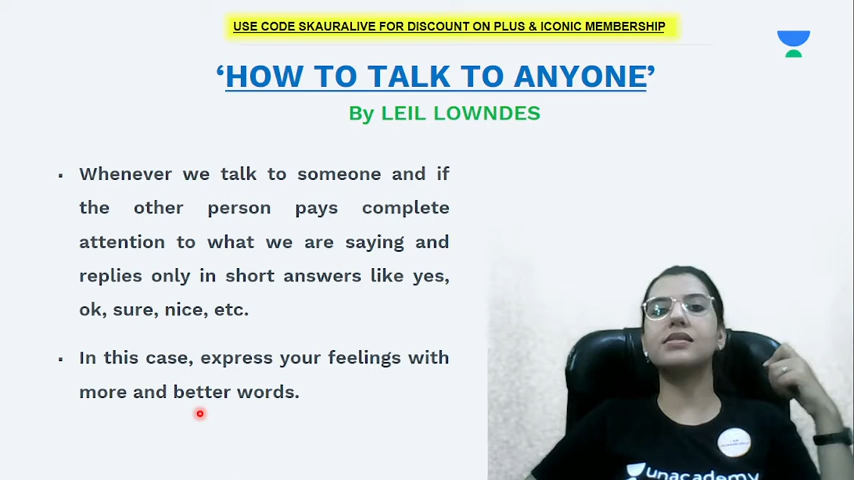 USE CODE SKAURALIVE FOR DISCOUNT ON PLUS & ICONIC MEMBERSHIP
‘HOW TO TALK TO ANYONE’
By LEIL LOWNDES
▪ Whenever we talk to someone and if
the other person pays complete
attention to what we are saying and
replies only in short answers like yes,
ok, sure, nice, etc.
▪ In this case, express your feelings with
more and better words.
unacademy